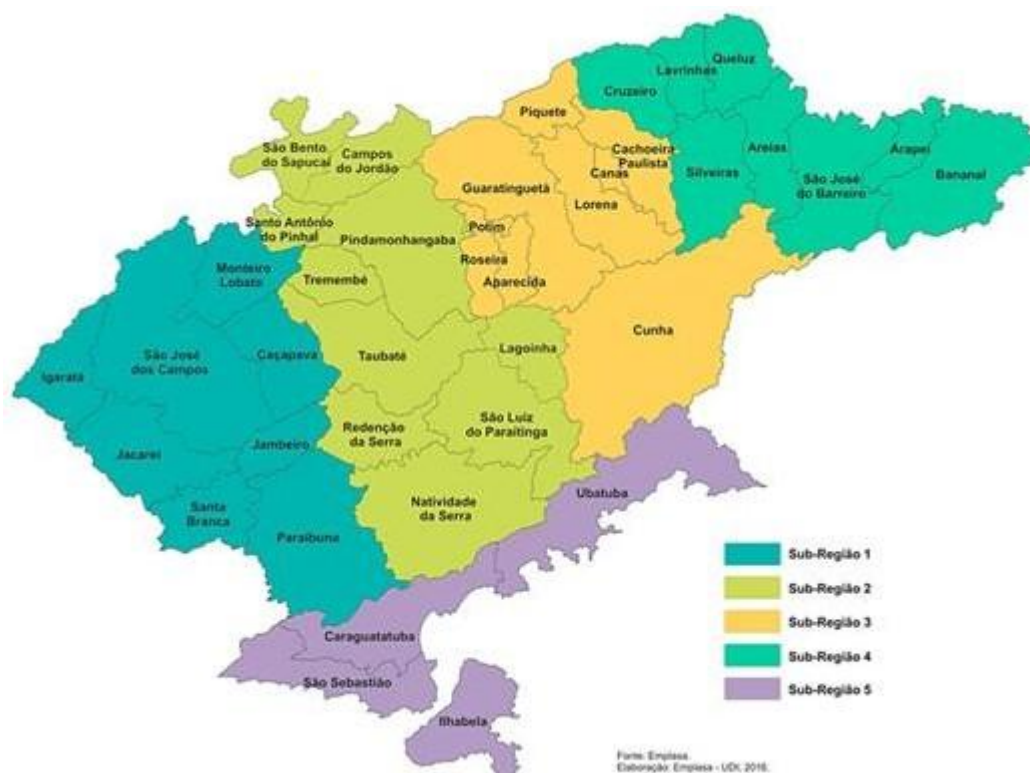 Queluz
Lavrinhas
Cruzeiro
Piquete
São Bento
do Sapucaí
Campos
do Jordão
Cachoeira
Paulista
Canas
Areias
Arapeí
Silveiras
São José
do Barreiro
Bananal
Guaratinguetá
Lorena
Santo Antônio
do Pinhal
Pindamonhangaba
Potim
Roseira
Aparecida
Monteiro
Lobato
Tremembé
Cunha
São José
dos Campos
Caçapava
Taubaté
Lagoinha
Igaratá
Redenção
da Serra
São Luiz
do Paraitinga
Jambeiro
Jacareí
Natividade
da Serra
Ubatuba
Santa
Branca
Paraibuna
Caraguatatuba
São Sebastião
Ilhabela
Sub-Região 1
Sub-Região 2
Sub-Região 3
Sub-Região 4
Sub-Região 5
Fonte: Emplasa.
Elaboração: Emplasa - UDI, 2016.